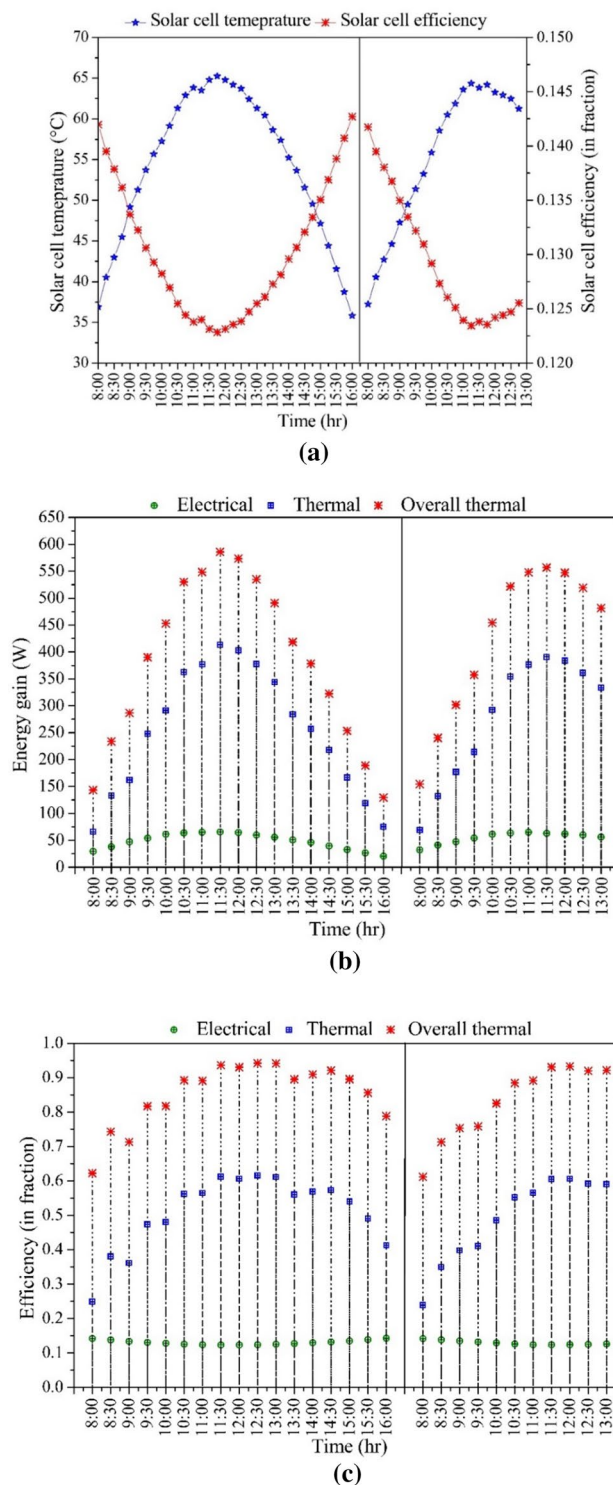 Solar cell temeprature Solar cell efficiency
70
65
60
55
50
45
40
35
30
Solar cell temeprature (°C)
0.150
0.145
0.140
0.135
0.130
0.125
0.120
Solar cell efficiency
(in fraction)
8:00 8:30 9:00 9:30 10:00 10:30 11:00 11:30 12:00 12:30 13:00 13:30 14:00 14:30 15:00 15:30 16:00 8:00 8:30 9:00 9:30 10:00 10:30 11:00 11:30 12:00 12:30 13:00
Time (hr)
(a)
Electrical Thermal Overall thermal
650
600
550
500
450
400
350
300
250
200
150
100
50
0
Energy gain (W)
8:00 8:30 9:00 9:30 10:00 10:30 11:00 11:30 12:00 12:30 13:00 13:30 14:00 14:30 15:00 15:30 16:00 8:00 8:30 9:00 9:30 10:00 10:30 11:00 11:30 12:00 12:30 13:00
Time (hr)
(b)
Electrical Thermal Overall thermal
1.0
0.9
0.8
0.7
0.6
0.5
0.4
0.3
0.2
0.1
0.0
Efficiency (in fraction)
8:00 8:30 9:00 9:30 10:00 10:30 11:00 11:30 12:00 12:30 13:00 13:30 14:00 14:30 15:00 15:30 16:00 8:00 8:30 9:00 9:30 10:00 10:30 11:00 11:30 12:00 12:30 13:00
Time (hr)
(c)